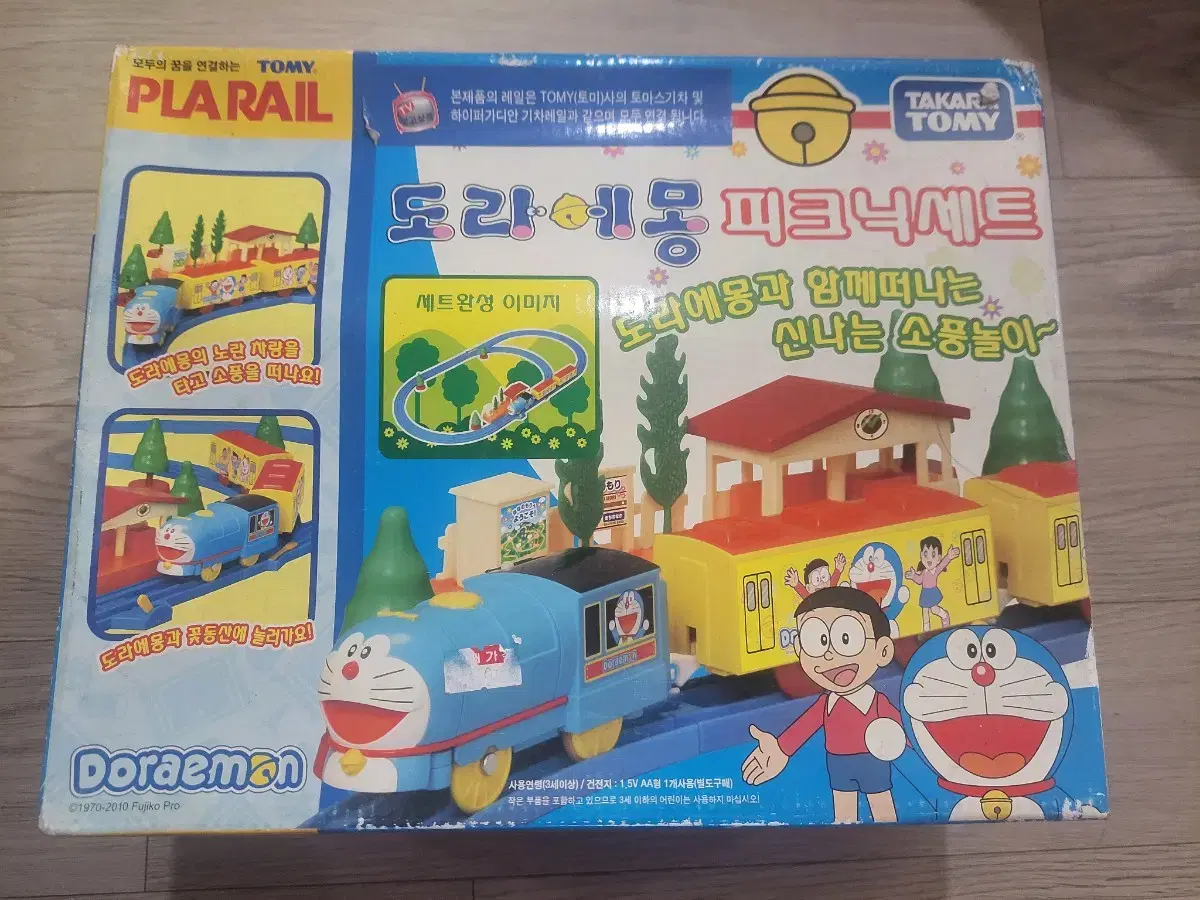 모두의 꿈을 연결하는 TOMY
PLARAIL
본제품의 레일은 TOMY(토미)사의 토마스기차 및
하이퍼가디안 기차레일과 같으며 모두 연결 됩니다.
TV
TAKARA TOMY
도라에몽 피크닉세트
도라에몽과 함께떠나는
신나는 소풍놀이~
세트완성 이미지
도라에몽의 노란 차량을
타고 소풍을 떠나요!
도라에몽과 꽃동산에 놀러가요!
ようこそ
Doraemon
Doraemon
©1970-2010 Fujiko Pro
사용연령(3세이상) / 건전지 : 1.5V AA형 1개사용(별도구매)
작은 부품을 포함하고 있으므로 3세 이하의 어린이는 사용하지 마십시오!